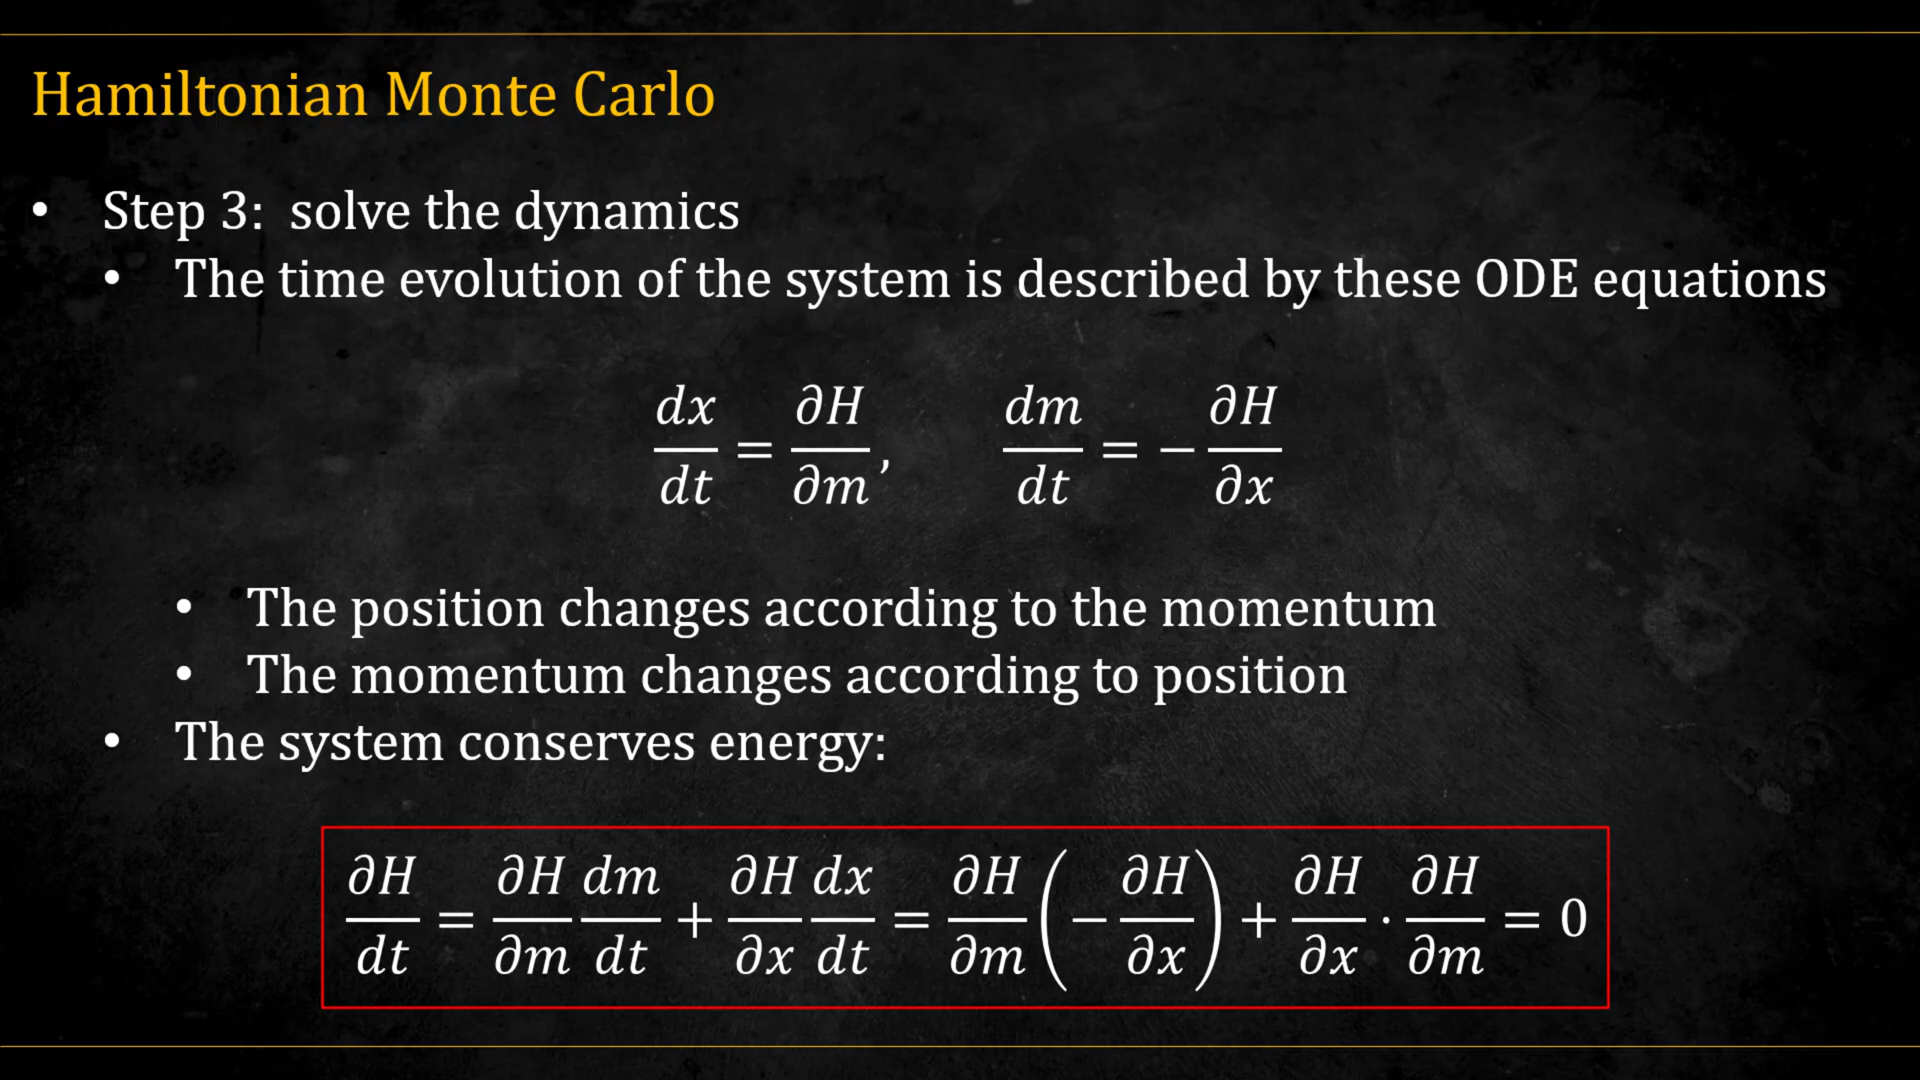 Hamiltonian Monte Carlo
• Step 3: solve the dynamics
• The time evolution of the system is described by these ODE equations
dx/dt = ∂H/∂m, dm/dt = −∂H/∂x
• The position changes according to the momentum
• The momentum changes according to position
• The system conserves energy:
∂H/dt = ∂H/∂m dm/dt + ∂H/∂x dx/dt = ∂H/∂m (−∂H/∂x) + ∂H/∂x · ∂H/∂m = 0